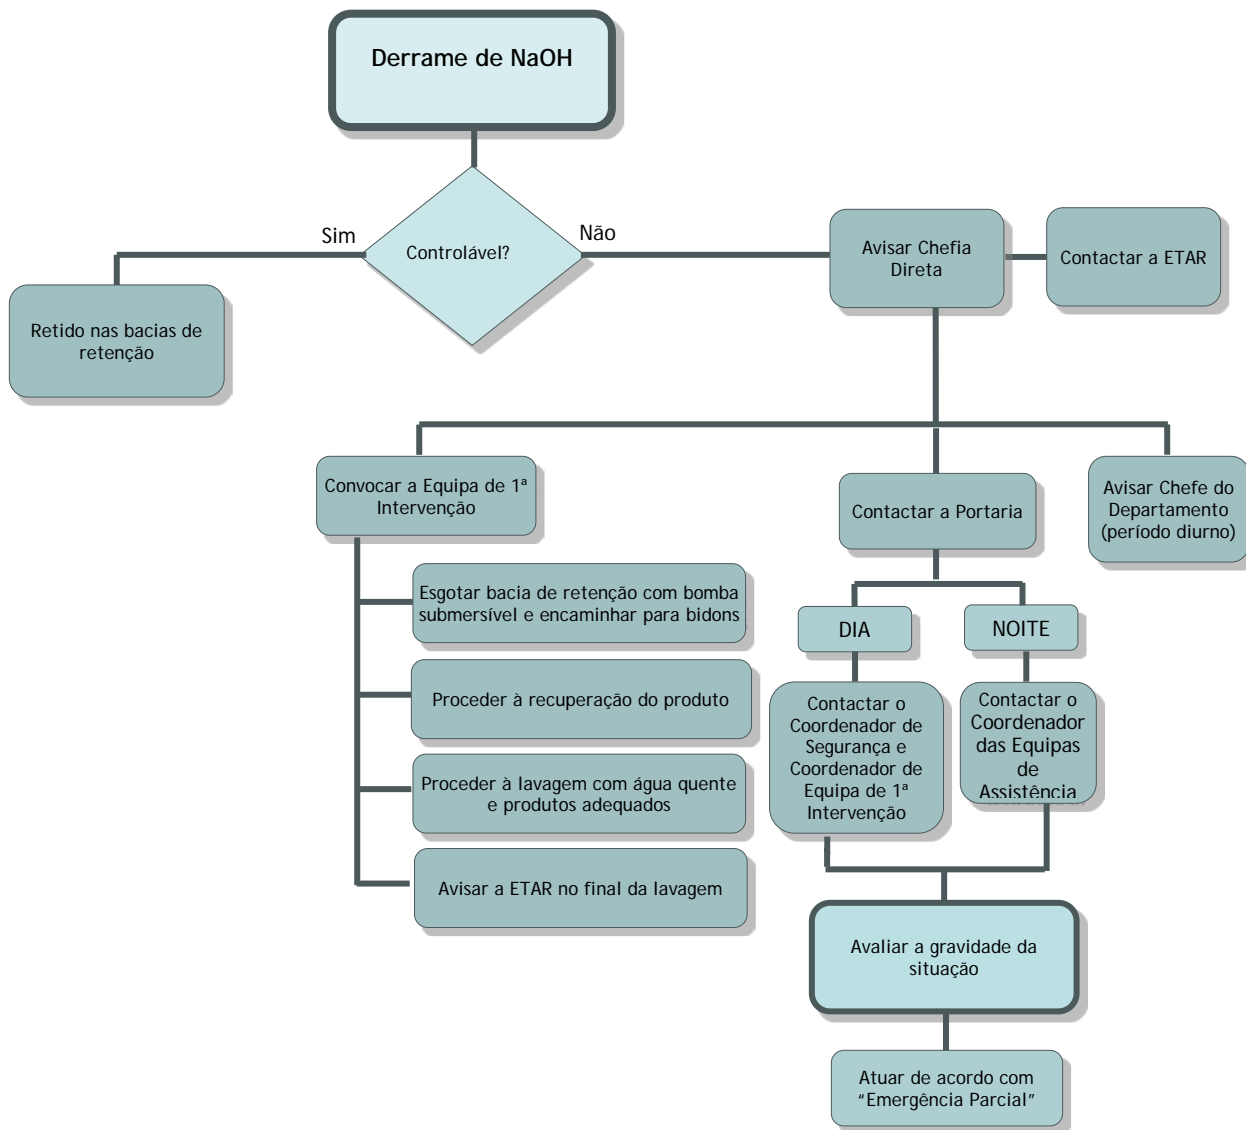 Derrame de NaOH
Sim
Controlável?
Não
Avisar Chefia
Direta
Contactar a ETAR
Retido nas bacias de
retenção
Convocar a Equipa de 1ª
Intervenção
Contactar a Portaria
Avisar Chefe do
Departamento
(período diurno)
Esgotar bacia de retenção com bomba
submersível e encaminhar para bidons
Proceder à recuperação do produto
Proceder à lavagem com água quente
e produtos adequados
Avisar a ETAR no final da lavagem
DIA
NOITE
Contactar o
Coordenador de
Segurança e
Coordenador de
Equipa de 1ª
Intervenção
Contactar o
Coordenador
das Equipas
de
Assistência
Avaliar a gravidade da
situação
Atuar de acordo com
“Emergência Parcial”